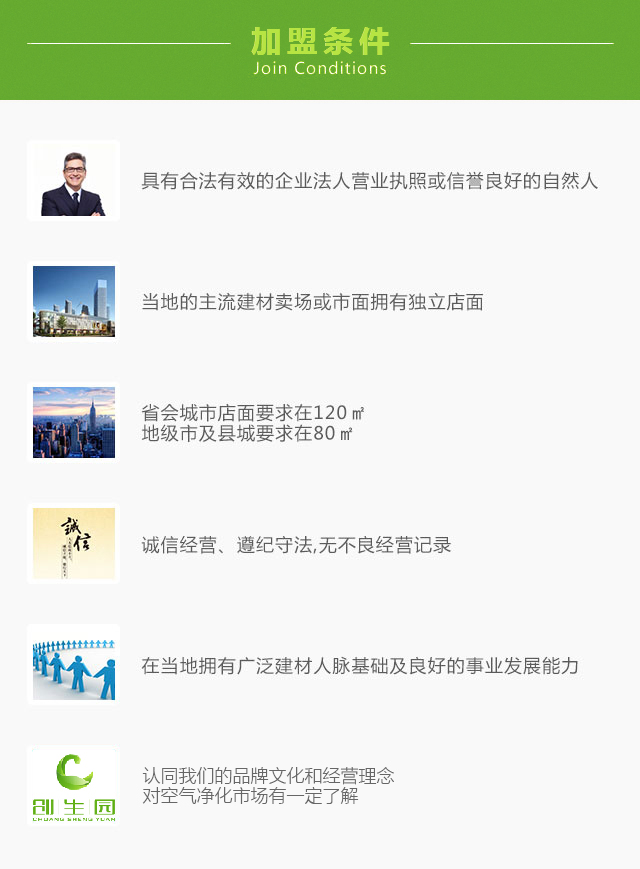 加盟条件
Join Conditions
具有合法有效的企业法人营业执照或信誉良好的自然人
当地的主流建材卖场或市面拥有独立店面
省会城市店面要求在120㎡
地级市及县城要求在80㎡
誠信
诚信经营、遵纪守法,无不良经营记录
在当地拥有广泛建材人脉基础及良好的事业发展能力
创生园
CHUANG SHENG YUAN
认同我们的品牌文化和经营理念
对空气净化市场有一定了解